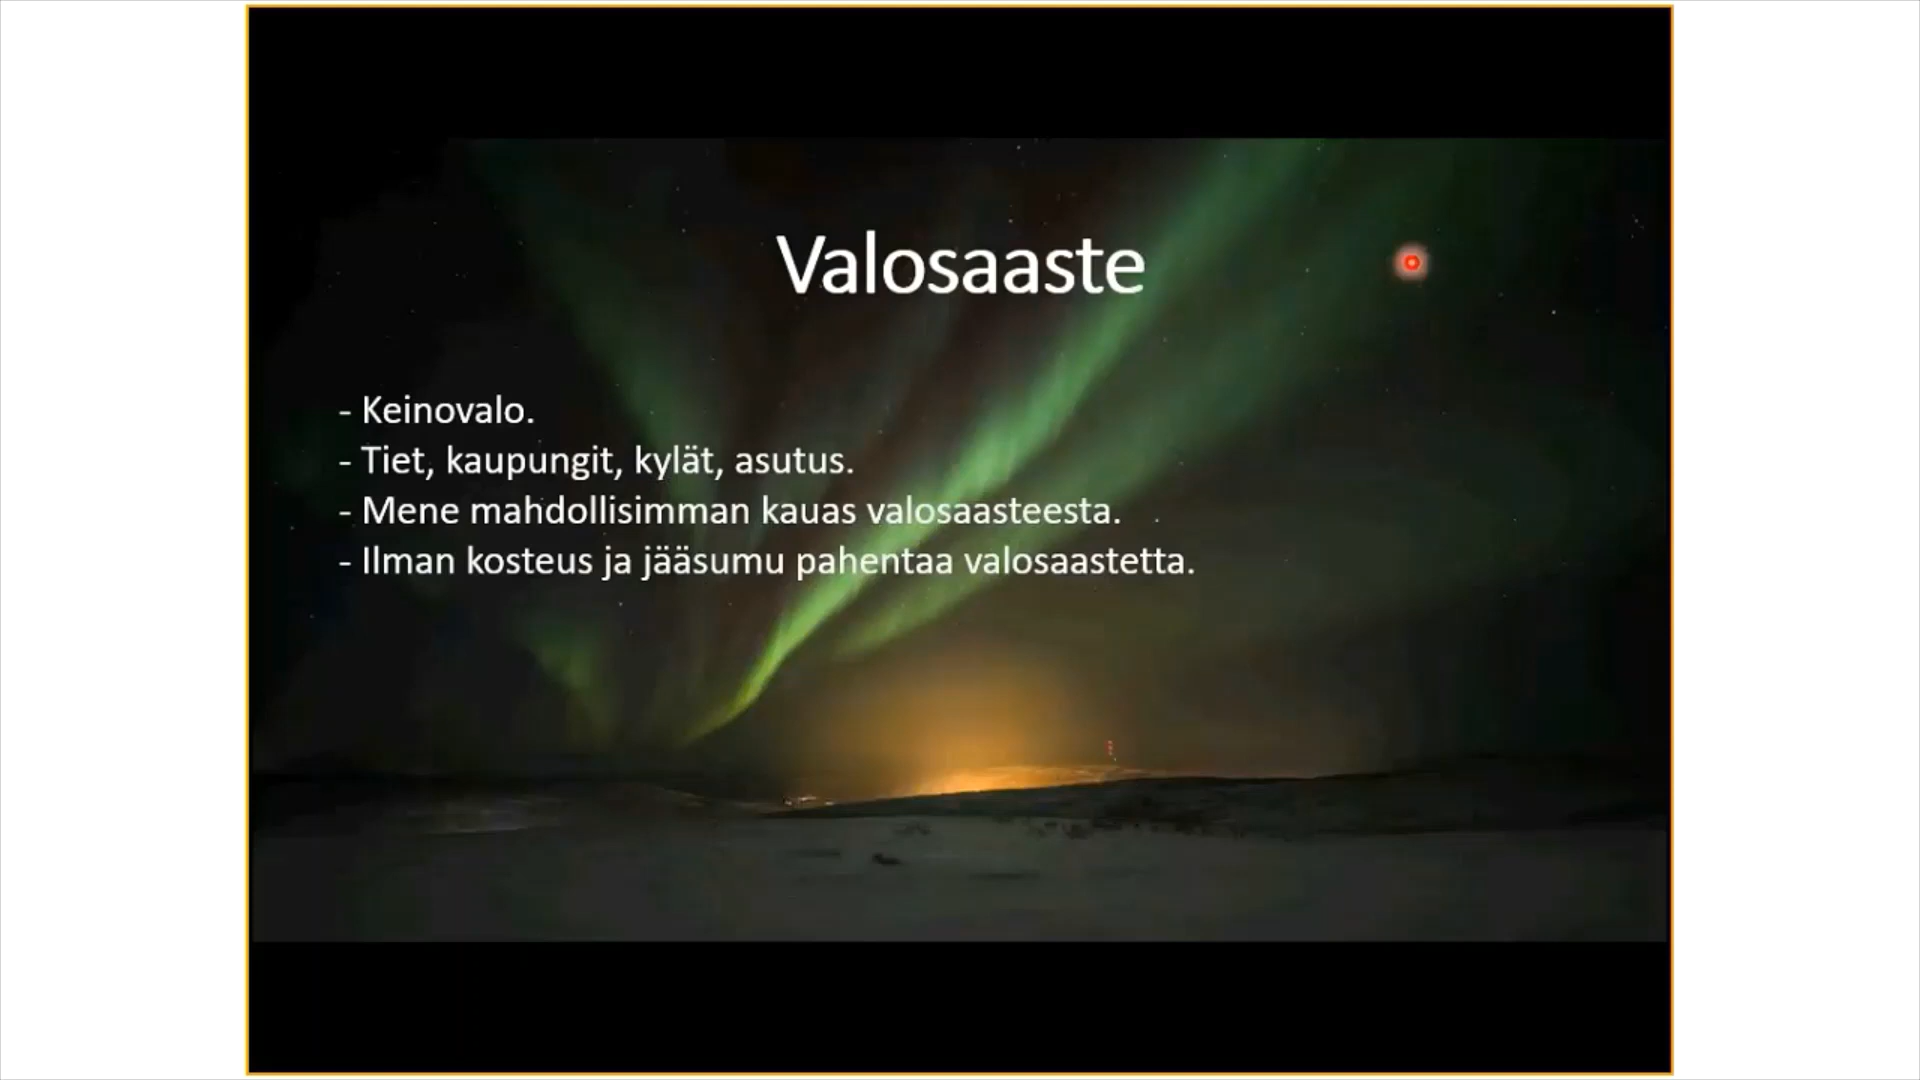 Valosaaste
- Keinovalo.
- Tiet, kaupungit, kylät, asutus.
- Mene mahdollisimman kauas valosaasteesta.
- Ilman kosteus ja jääsumu pahentaa valosaastetta.